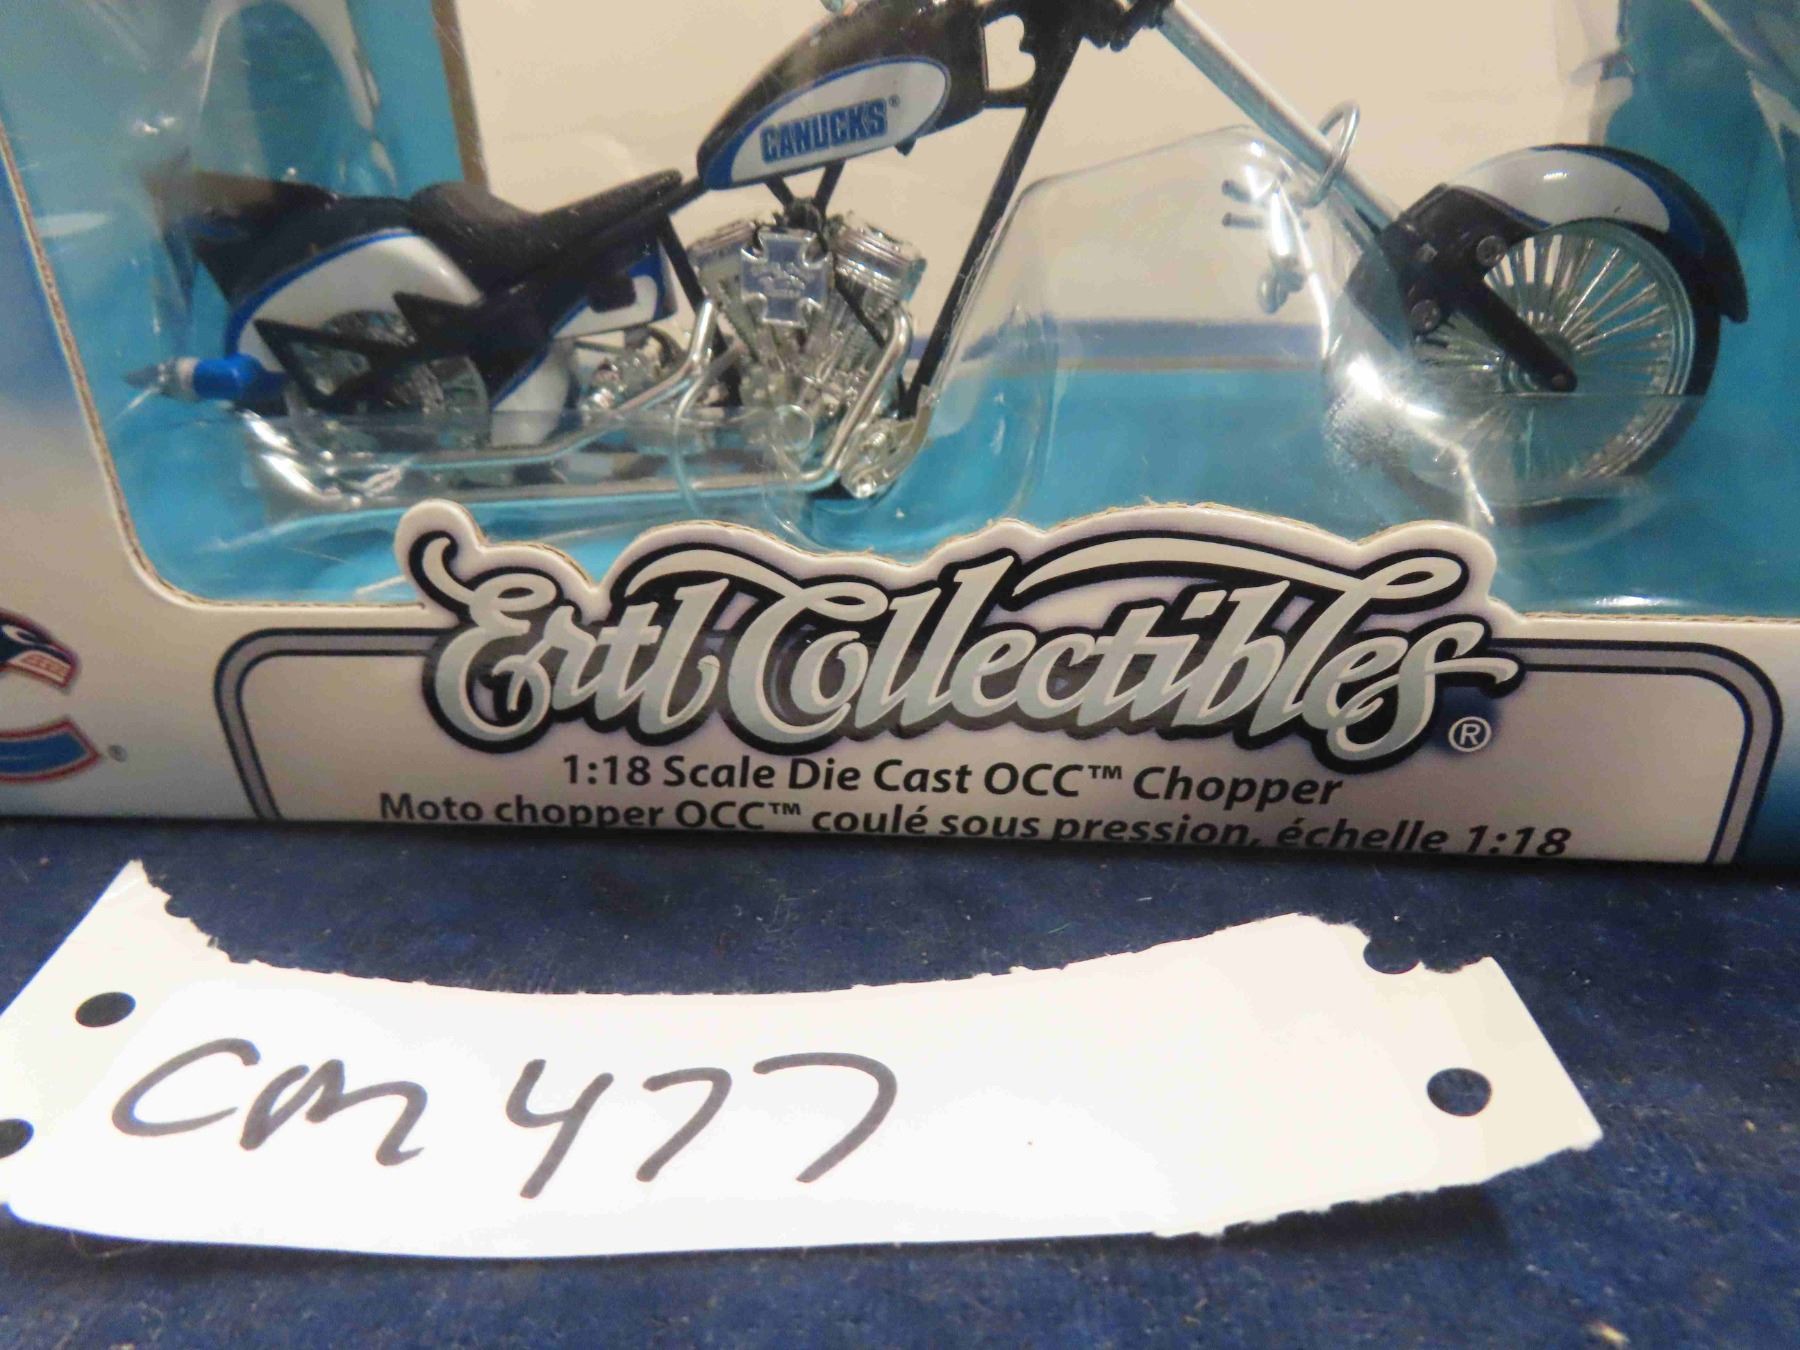 CANUCKS®
Ertl Collectibles®
1:18 Scale Die Cast OCC™ Chopper
Moto chopper OCC™ coulé sous pression, échelle 1:18
®
CM 477